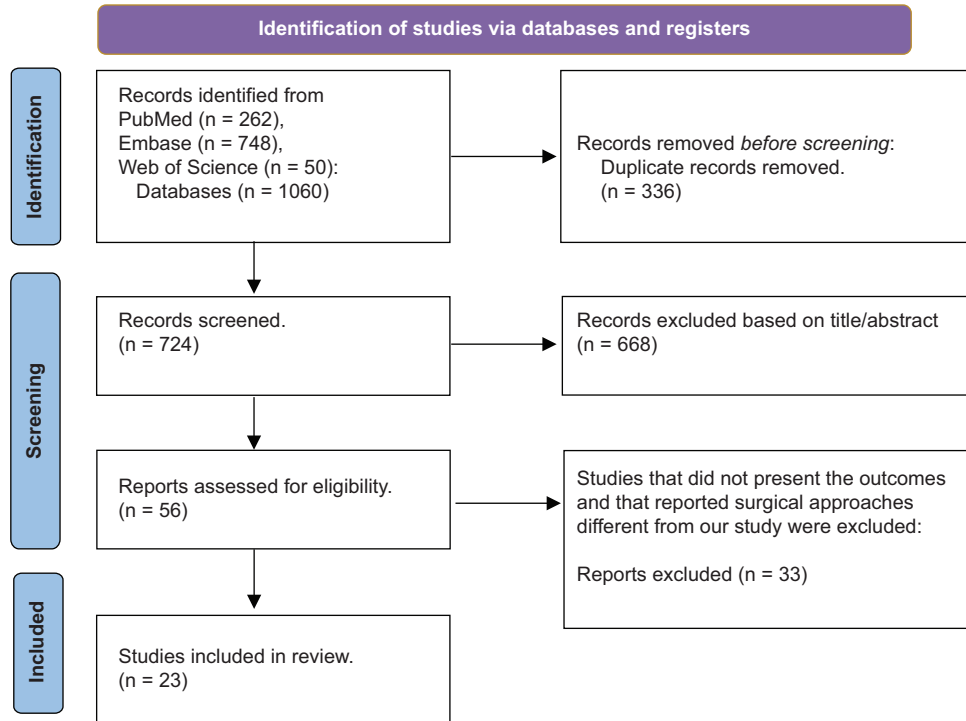 Identification of studies via databases and registers
Identification
Records identified from
PubMed (n = 262),
Embase (n = 748),
Web of Science (n = 50):
Databases (n = 1060)
Records removed before screening:
Duplicate records removed.
(n = 336)
Screening
Records screened.
(n = 724)
Records excluded based on title/abstract
(n = 668)
Reports assessed for eligibility.
(n = 56)
Studies that did not present the outcomes
and that reported surgical approaches
different from our study were excluded:
Reports excluded (n = 33)
Included
Studies included in review.
(n = 23)